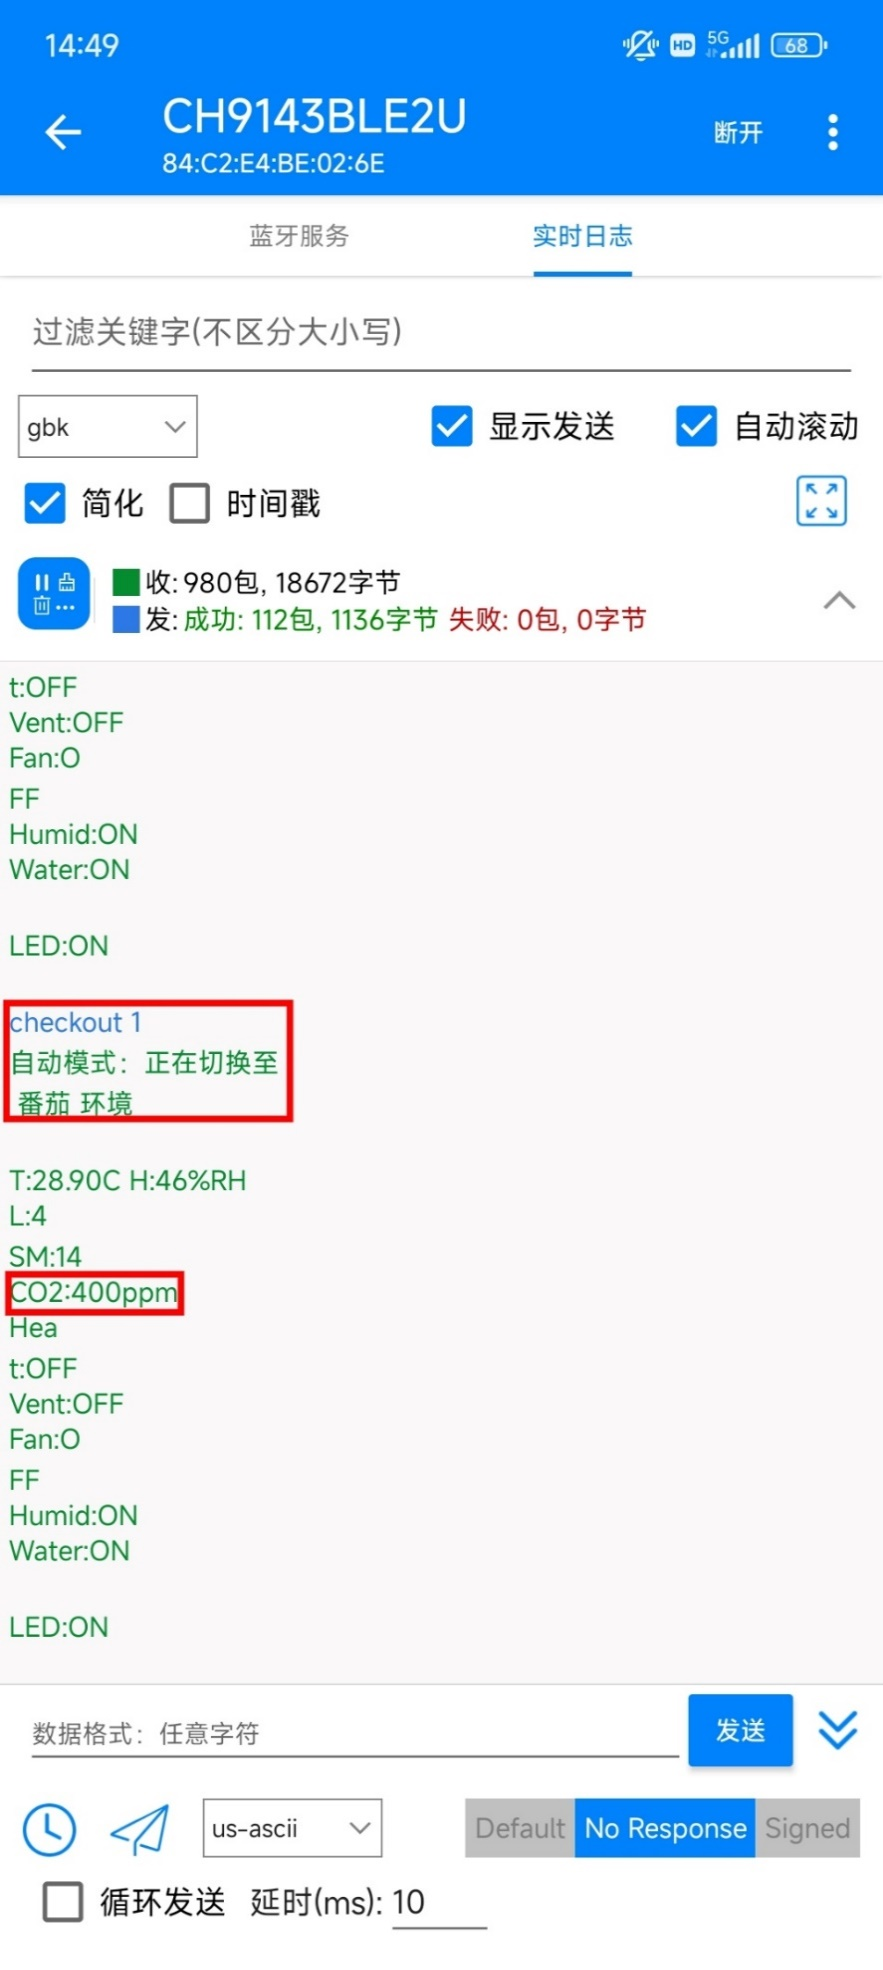 14:49
HD 5G 68
CH9143BLE2U
84:C2:E4:BE:02:6E
断开
蓝牙服务 实时日志
过滤关键字(不区分大小写)
gbk 显示发送 自动滚动
简化 时间戳
收: 980包, 18672字节
发: 成功: 112包, 1136字节 失败: 0包, 0字节
t:OFF
Vent:OFF
Fan:O
FF
Humid:ON
Water:ON
LED:ON
checkout 1
自动模式：正在切换至
番茄 环境
T:28.90C H:46%RH
L:4
SM:14
CO2:400ppm
Hea
t:OFF
Vent:OFF
Fan:O
FF
Humid:ON
Water:ON
LED:ON
数据格式：任意字符 发送
us-ascii Default No Response Signed
循环发送 延时(ms): 10